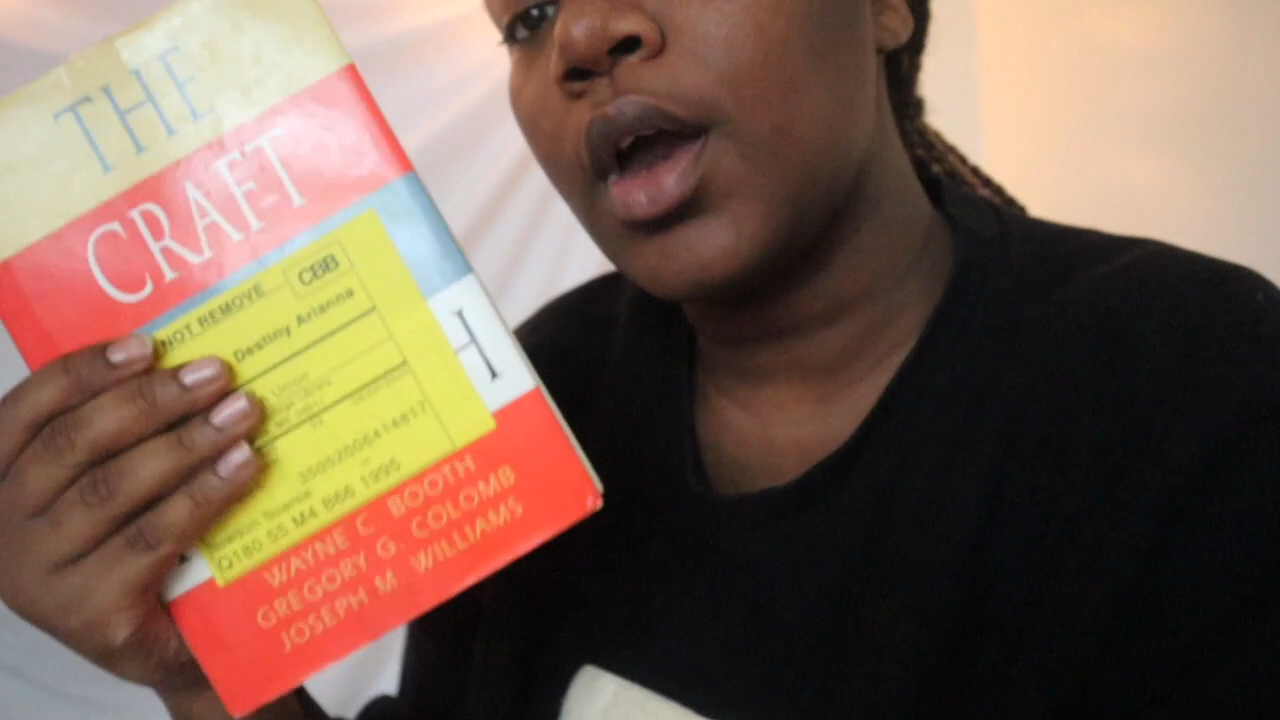 THE
CRAFT
NOT REMOVE CBB
Destiny Arianna
H
Q180.55.M4 B66 1995
WAYNE C. BOOTH
GREGORY G. COLOMB
JOSEPH M. WILLIAMS